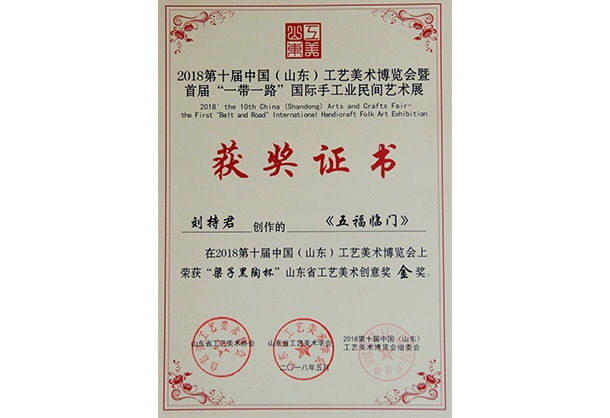 山东工美
2018第十届中国（山东）工艺美术博览会暨
首届“一带一路”国际手工业民间艺术展
2018' the 10th China (Shandong) Arts and Crafts Fair-
the First "Belt and Road" International Handicraft Folk Art Exhibition
获奖证书
刘持君 创作的 《五福临门》
在2018第十届中国（山东）工艺美术博览会上
荣获“梁子黑陶杯”山东省工艺美术创意奖 金奖。
山东省工艺美术协会 山东省工艺美术学会 2018第十届中国（山东）
工艺美术博览会组委会
二〇一八年五月